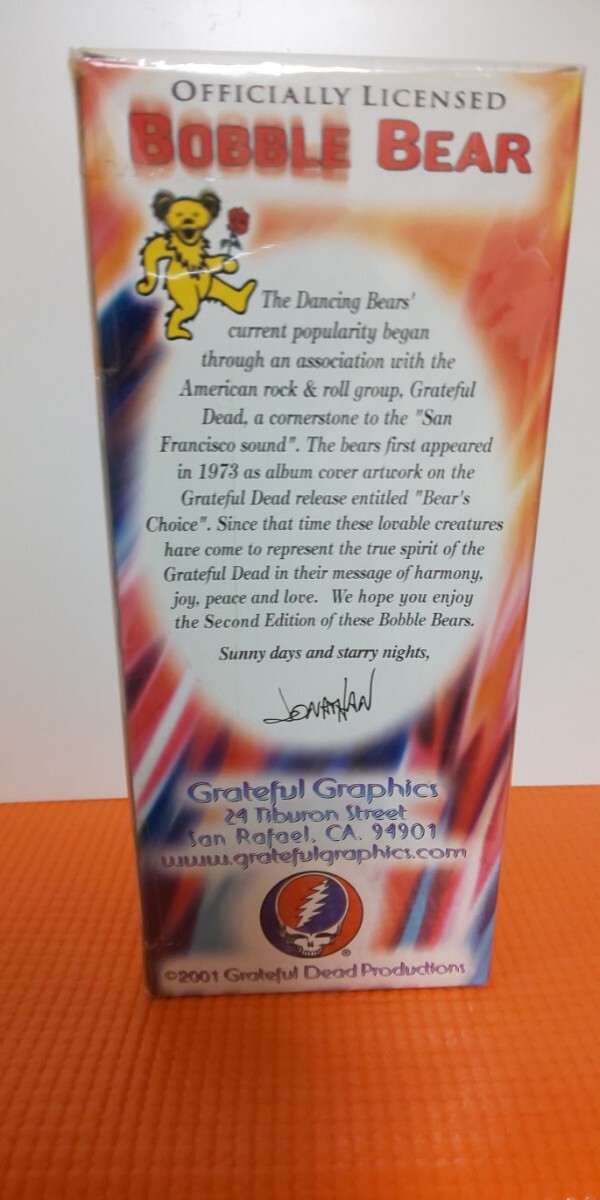 OFFICIALLY LICENSED
BOBBLE BEAR
The Dancing Bears'
current popularity began
through an association with the
American rock & roll group, Grateful
Dead, a cornerstone to the "San
Francisco sound". The bears first appeared
in 1973 as album cover artwork on the
Grateful Dead release entitled "Bear's
Choice". Since that time these lovable creatures
have come to represent the true spirit of the
Grateful Dead in their message of harmony,
joy, peace and love. We hope you enjoy
the Second Edition of these Bobble Bears.
Sunny days and starry nights,
JONATHAN
Grateful Graphics
24 Tiburon Street
San Rafael, CA. 94901
www.gratefulgraphics.com
®
©2001 Grateful Dead Productions